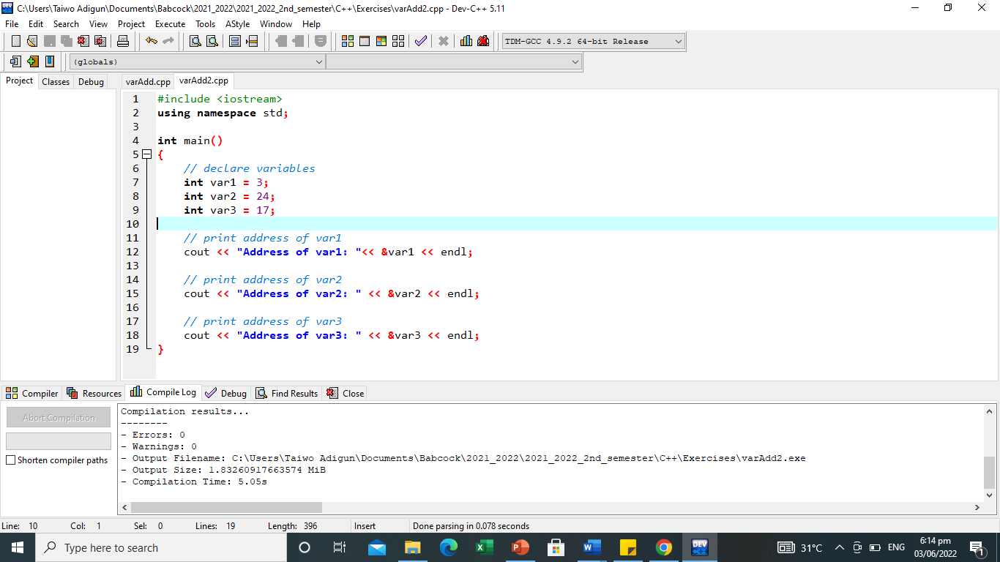 C:\Users\Taiwo Adigun\Documents\Babcock\2021_2022\2021_2022_2nd_semester\C++\Exercises\varAdd2.cpp - Dev-C++ 5.11
File Edit Search View Project Execute Tools AStyle Window Help
TDM-GCC 4.9.2 64-bit Release
(globals)
Project Classes Debug varAdd.cpp varAdd2.cpp
1 #include <iostream>
2 using namespace std;
3
4 int main()
5 {
6 // declare variables
7 int var1 = 3;
8 int var2 = 24;
9 int var3 = 17;
10
11 // print address of var1
12 cout << "Address of var1: "<< &var1 << endl;
13
14 // print address of var2
15 cout << "Address of var2: " << &var2 << endl;
16
17 // print address of var3
18 cout << "Address of var3: " << &var3 << endl;
19 }
Compiler Resources Compile Log Debug Find Results Close
Abort Compilation
Shorten compiler paths
Compilation results...
--------
- Errors: 0
- Warnings: 0
- Output Filename: C:\Users\Taiwo Adigun\Documents\Babcock\2021_2022\2021_2022_2nd_semester\C++\Exercises\varAdd2.exe
- Output Size: 1.83260917663574 MiB
- Compilation Time: 5.05s
Line: 10 Col: 1 Sel: 0 Lines: 19 Length: 396 Insert Done parsing in 0.078 seconds
Type here to search
DEV
31°C ENG
6:14 pm
03/06/2022
1